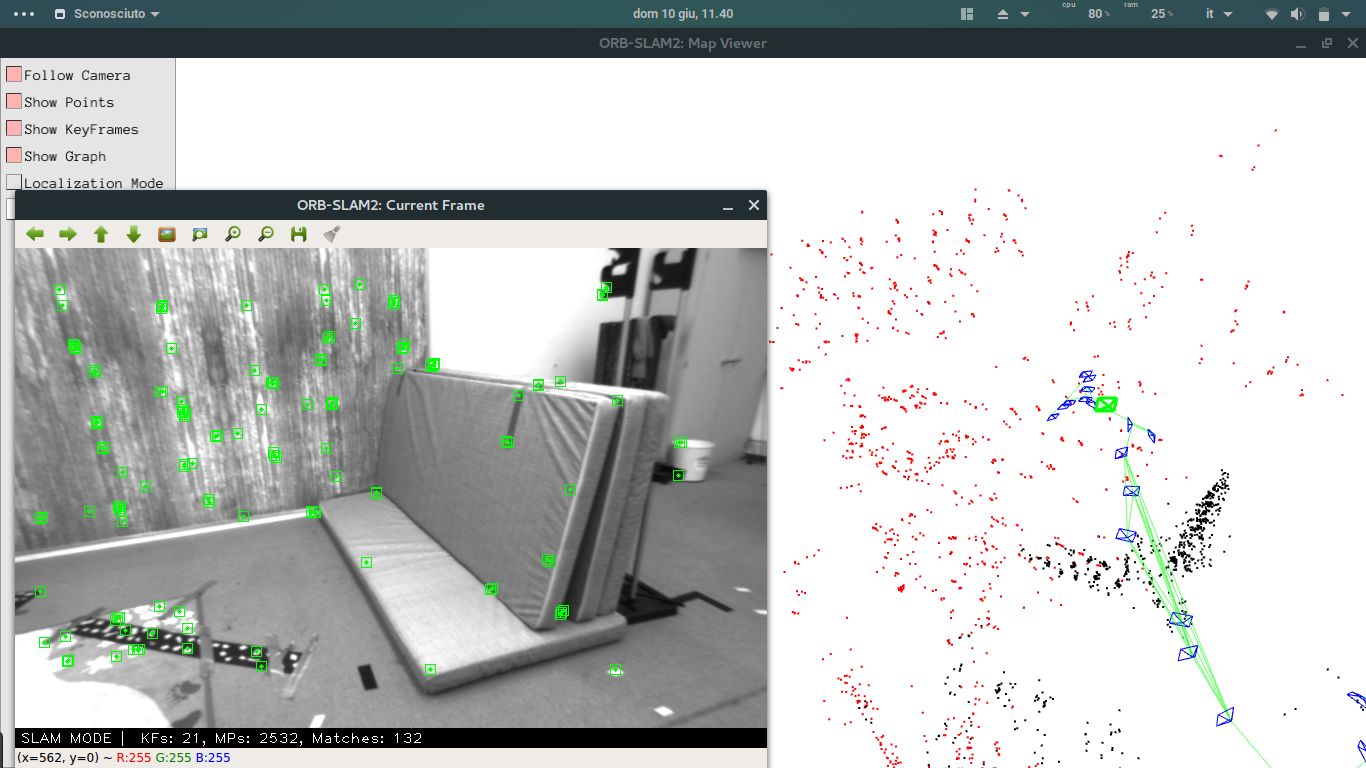 Sconosciuto
dom 10 giu, 11.40
cpu 80% ram 25% it
ORB-SLAM2: Map Viewer
Follow Camera
Show Points
Show KeyFrames
Show Graph
Localization Mode
ORB-SLAM2: Current Frame
SLAM MODE | KFs: 21, MPs: 2532, Matches: 132
(x=562, y=0) ~ R:255 G:255 B:255